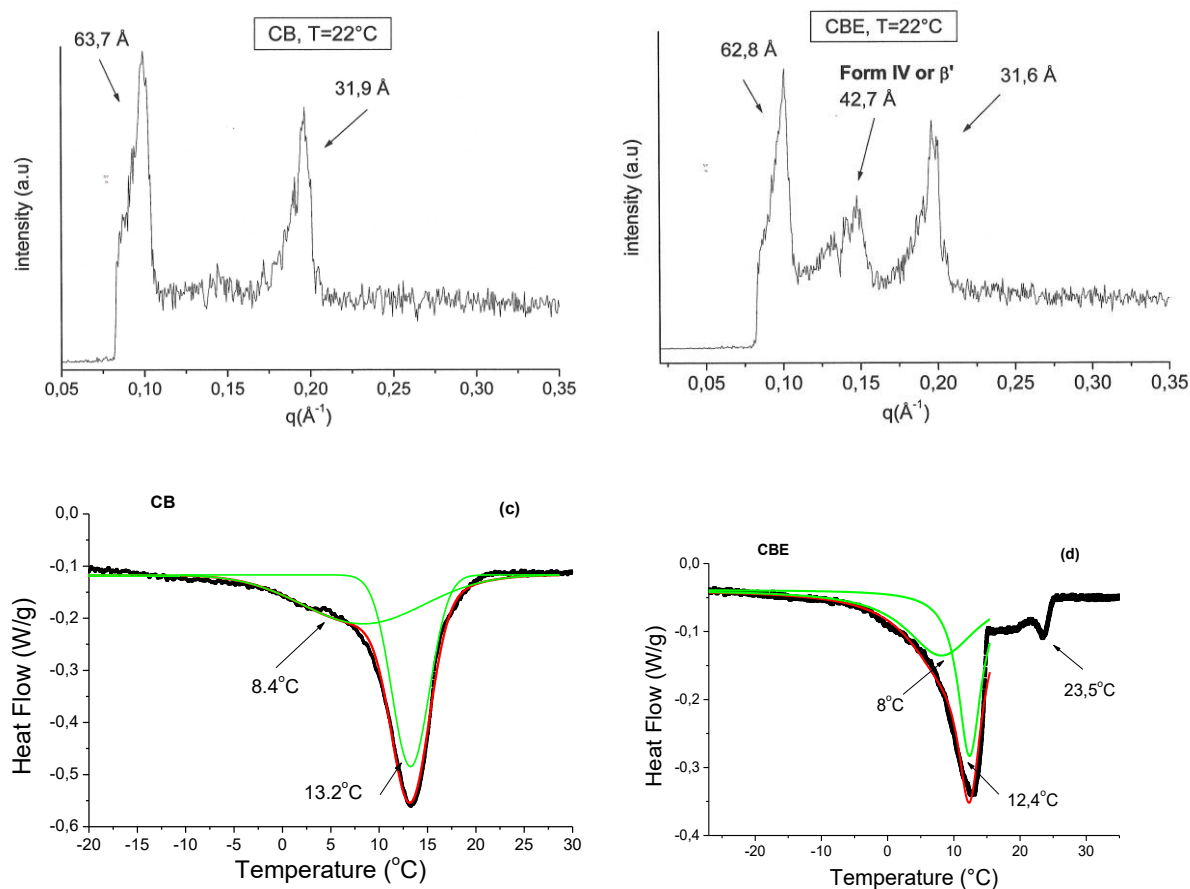 CB, T=22°C
63,7 Å
31,9 Å
intensity (a.u)
0,05 0,10 0,15 0,20 0,25 0,30 0,35
q(Å-1)
CBE, T=22°C
62,8 Å
Form IV or β'
42,7 Å
31,6 Å
intensity (a.u)
0,05 0,10 0,15 0,20 0,25 0,30 0,35
q(Å-1)
CB
(c)
0,0
-0,1
-0,2
-0,3
-0,4
-0,5
-0,6
Heat Flow (W/g)
8.4°C
13.2°C
-20 -15 -10 -5 0 5 10 15 20 25 30
Temperature (°C)
CBE
(d)
0,0
-0,1
-0,2
-0,3
-0,4
Heat Flow (W/g)
8°C
23,5°C
12,4°C
-20 -10 0 10 20 30
Temperature (°C)